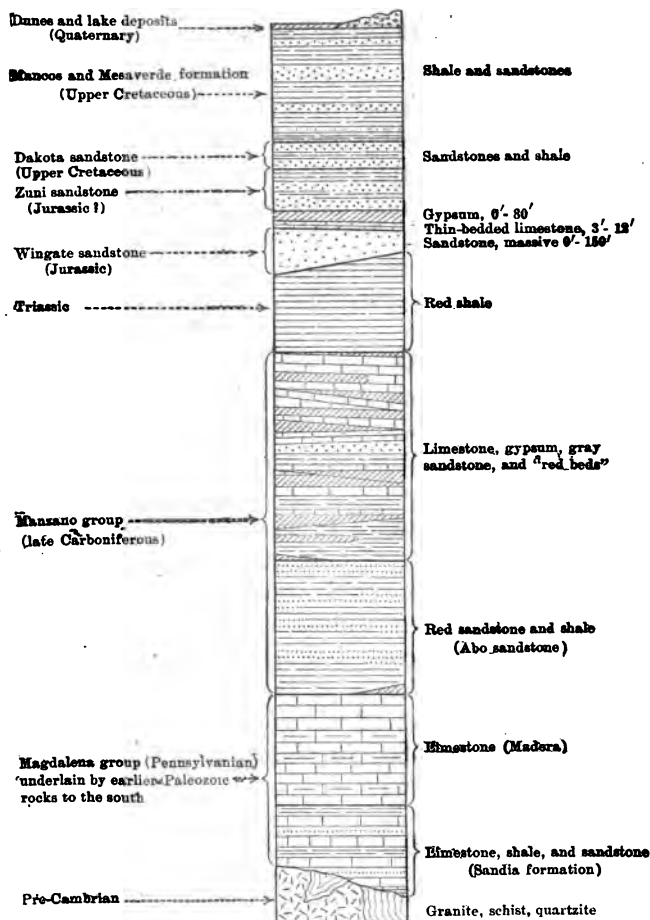 Dunes and lake deposits
(Quaternary)
Mancos and Mesaverde formation
(Upper Cretaceous)
Shale and sandstones
Dakota sandstone
(Upper Cretaceous)
Sandstones and shale
Zuni sandstone
(Jurassic?)
Gypsum, 0'- 80'
Thin-bedded limestone, 3'- 12'
Sandstone, massive 0'- 150'
Wingate sandstone
(Jurassic)
Triassic
Red shale
Limestone, gypsum, gray
sandstone, and "red beds"
Manzano group
(late Carboniferous)
Red sandstone and shale
(Abo sandstone)
Limestone (Madera)
Magdalena group (Pennsylvanian)
underlain by earlier Paleozoic
rocks to the south
Limestone, shale, and sandstone
(Sandia formation)
Pre-Cambrian
Granite, schist, quartzite